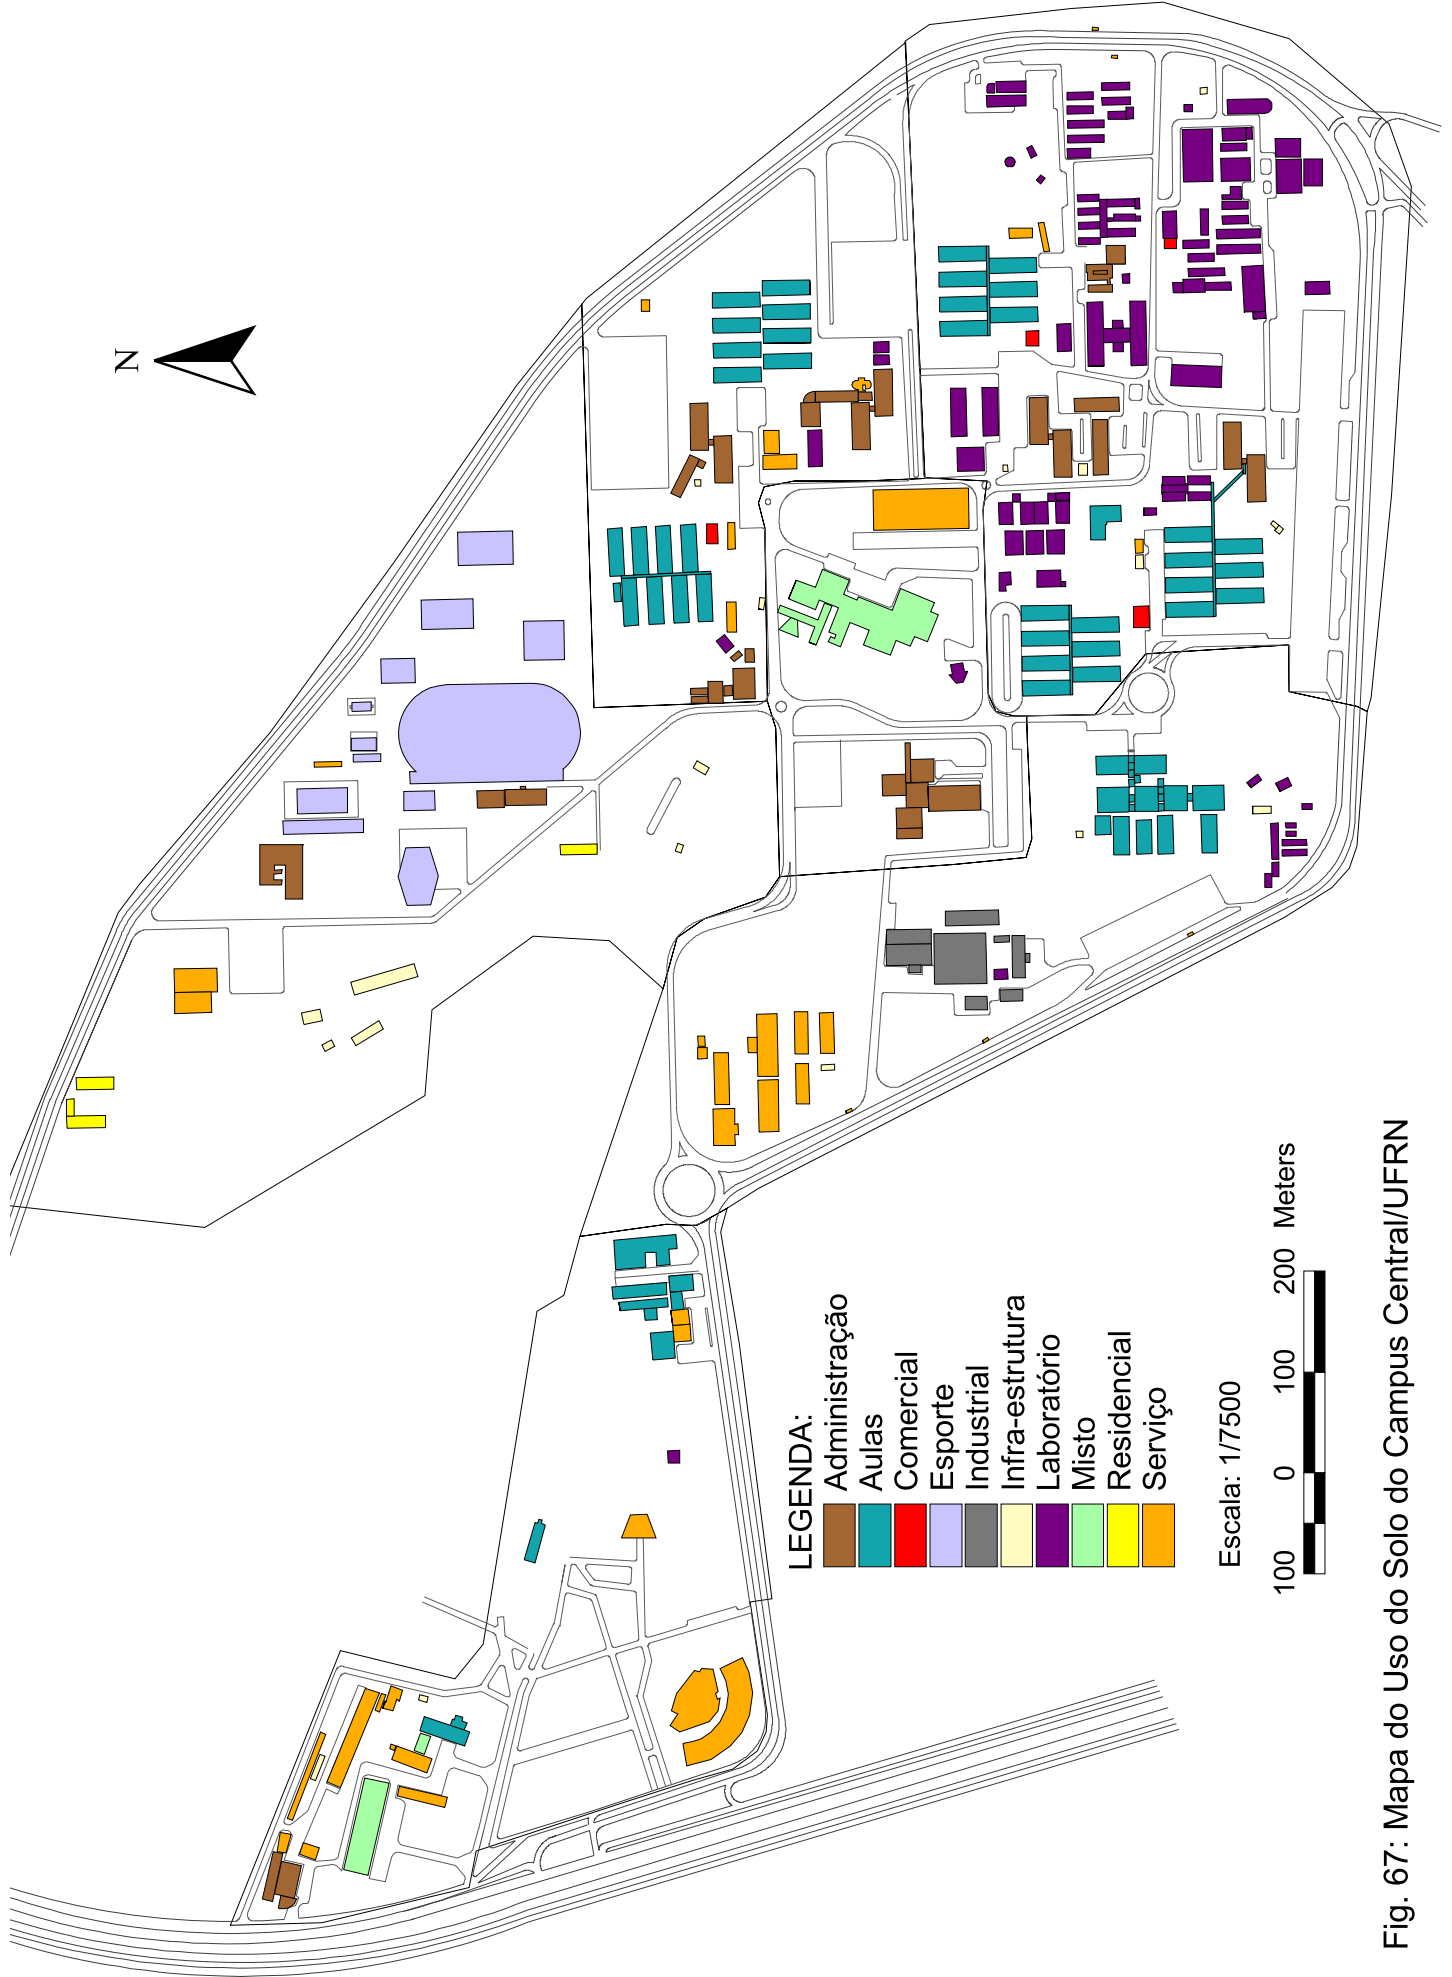 N
LEGENDA:
Administração
Aulas
Comercial
Esporte
Industrial
Infra-estrutura
Laboratório
Misto
Residencial
Serviço
Escala: 1/7500
100 0 100 200 Meters
Fig. 67: Mapa do Uso do Solo do Campus Central/UFRN